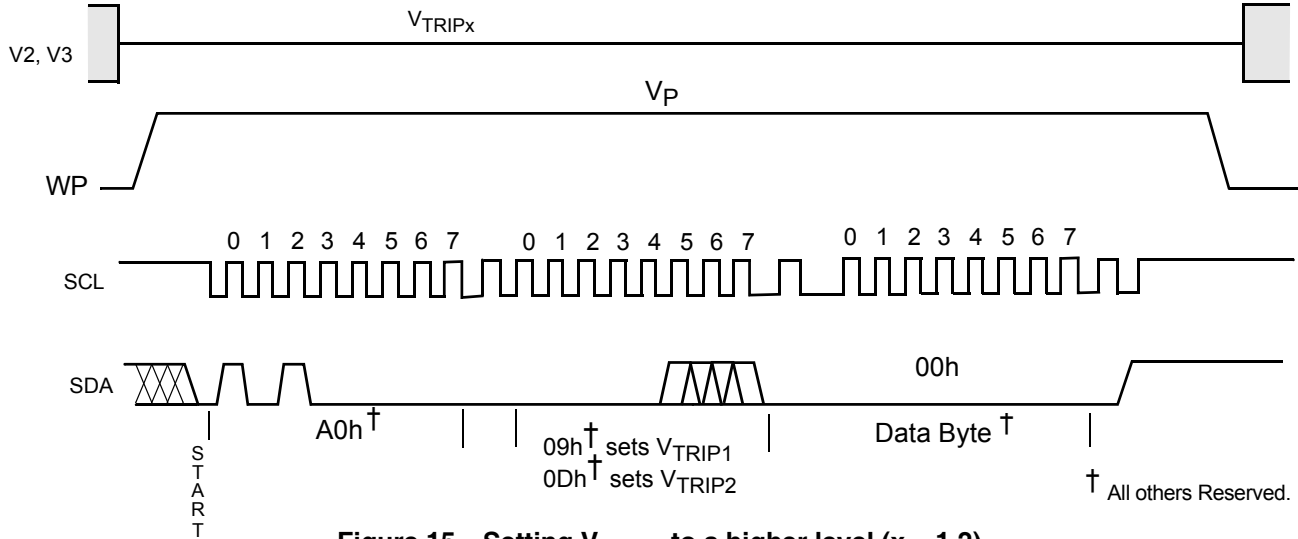 VTRIPx
V2, V3
VP
WP
0 1 2 3 4 5 6 7 0 1 2 3 4 5 6 7 0 1 2 3 4 5 6 7
SCL
00h
SDA
A0h†
09h† sets VTRIP1
0Dh† sets VTRIP2
Data Byte †
† All others Reserved.
START